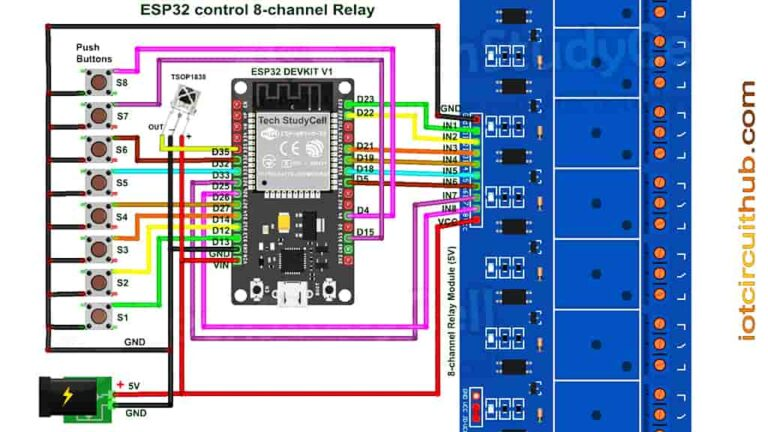 ESP32 control 8-channel Relay
Push
Buttons
S8
S7
S6
S5
S4
S3
S2
S1
TSOP1838
OUT
-
+
ESP32 DEVKIT V1
Tech StudyCell
D35
D32
D33
D25
D26
D27
D14
D12
D13
GND
VIN
D23
D22
D21
D19
D18
D5
D4
D15
EN
BOOT
GND
IN1
IN2
IN3
IN4
IN5
IN6
IN7
IN8
VCC
8-channel Relay Module (5V)
GND
+ 5V
GND
iotcircuithub.com